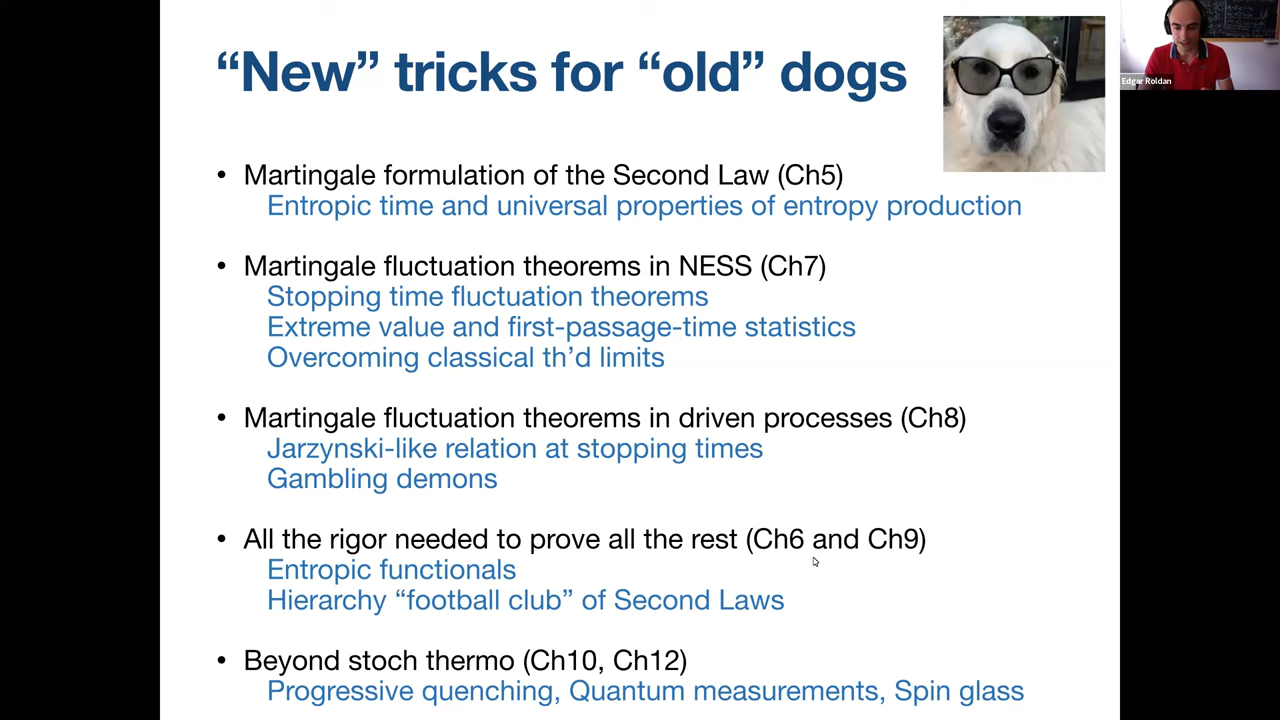 “New” tricks for “old” dogs
Edgar Roldan
• Martingale formulation of the Second Law (Ch5)
Entropic time and universal properties of entropy production
• Martingale fluctuation theorems in NESS (Ch7)
Stopping time fluctuation theorems
Extreme value and first-passage-time statistics
Overcoming classical th’d limits
• Martingale fluctuation theorems in driven processes (Ch8)
Jarzynski-like relation at stopping times
Gambling demons
• All the rigor needed to prove all the rest (Ch6 and Ch9)
Entropic functionals
Hierarchy “football club” of Second Laws
• Beyond stoch thermo (Ch10, Ch12)
Progressive quenching, Quantum measurements, Spin glass